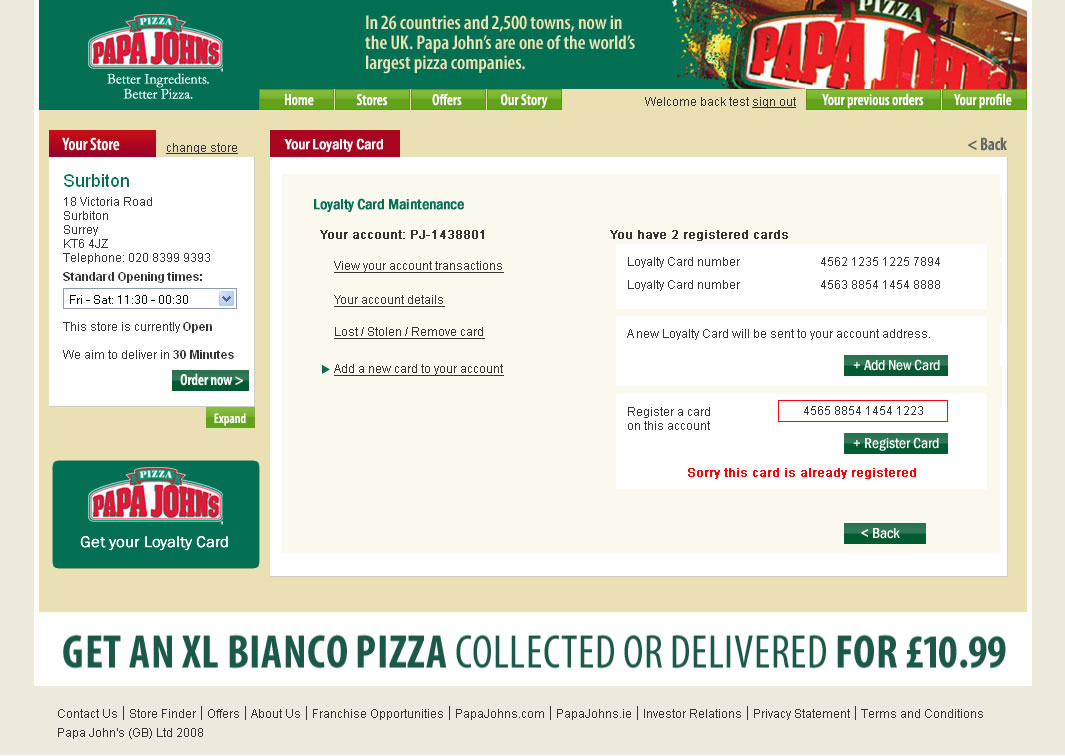 PIZZA
PAPA JOHNS
Better Ingredients.
Better Pizza.
In 26 countries and 2,500 towns, now in
the UK. Papa John's are one of the world's
largest pizza companies.
PIZZA
PAPA JOHNS
Home
Stores
Offers
Our Story
Welcome back test sign out
Your previous orders
Your profile
Your Store
change store
Surbiton
18 Victoria Road
Surbiton
Surrey
KT6 4JZ
Telephone: 020 8399 9393
Standard Opening times:
Fri - Sat: 11:30 - 00:30
This store is currently Open
We aim to deliver in 30 Minutes
Order now >
Expand
PIZZA
PAPA JOHNS
Get your Loyalty Card
Your Loyalty Card
< Back
Loyalty Card Maintenance
Your account: PJ-1438801
View your account transactions
Your account details
Lost / Stolen / Remove card
Add a new card to your account
You have 2 registered cards
Loyalty Card number 4562 1235 1225 7894
Loyalty Card number 4563 8854 1454 8888
A new Loyalty Card will be sent to your account address.
+ Add New Card
Register a card
on this account
4565 8854 1454 1223
+ Register Card
Sorry this card is already registered
< Back
GET AN XL BIANCO PIZZA COLLECTED OR DELIVERED FOR £10.99
Contact Us | Store Finder | Offers | About Us | Franchise Opportunities | PapaJohns.com | PapaJohns.ie | Investor Relations | Privacy Statement | Terms and Conditions
Papa John's (GB) Ltd 2008